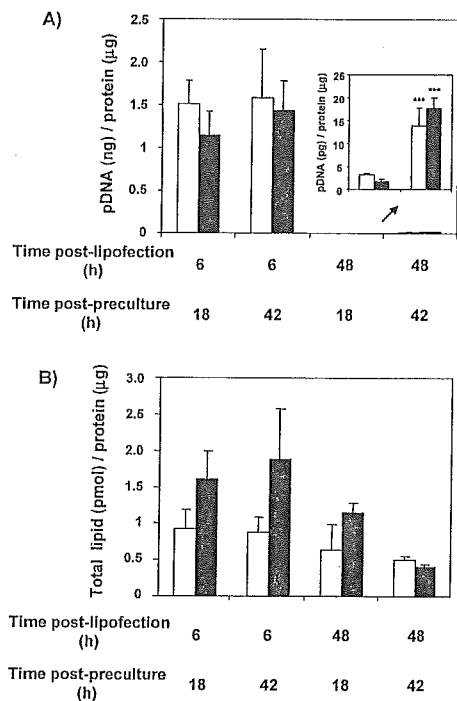 A)
pDNA (ng) / protein (µg)
2.5
2
1.5
1
0.5
0
pDNA (pg) / protein (µg)
25
20
15
10
5
0
***
***
Time post-lipofection (h)
6 6 48 48
Time post-preculture (h)
18 42 18 42
B)
Total lipid (pmol) / protein (µg)
3.0
2.5
2.0
1.5
1.0
0.5
0
Time post-lipofection (h)
6 6 48 48
Time post-preculture (h)
18 42 18 42